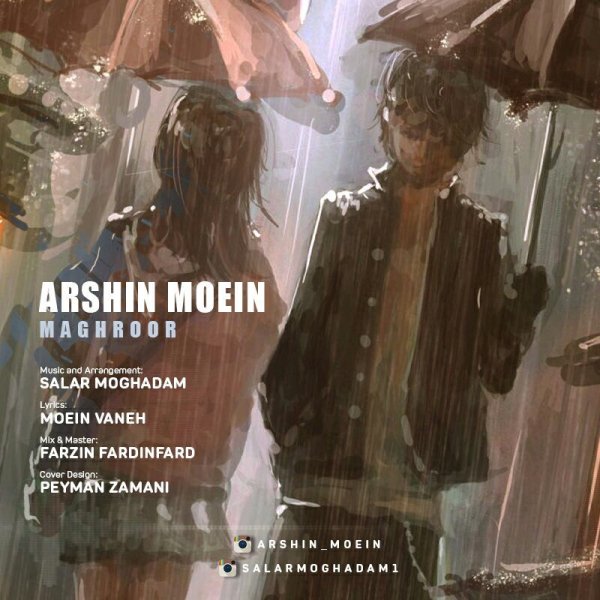 ARSHIN MOEIN
MAGHROOR
Music and Arrangement:
SALAR MOGHADAM
Lyrics:
MOEIN VANEH
Mix & Master:
FARZIN FARDINFARD
Cover Design:
PEYMAN ZAMANI
ARSHIN_MOEIN
SALARMOGHADAM1